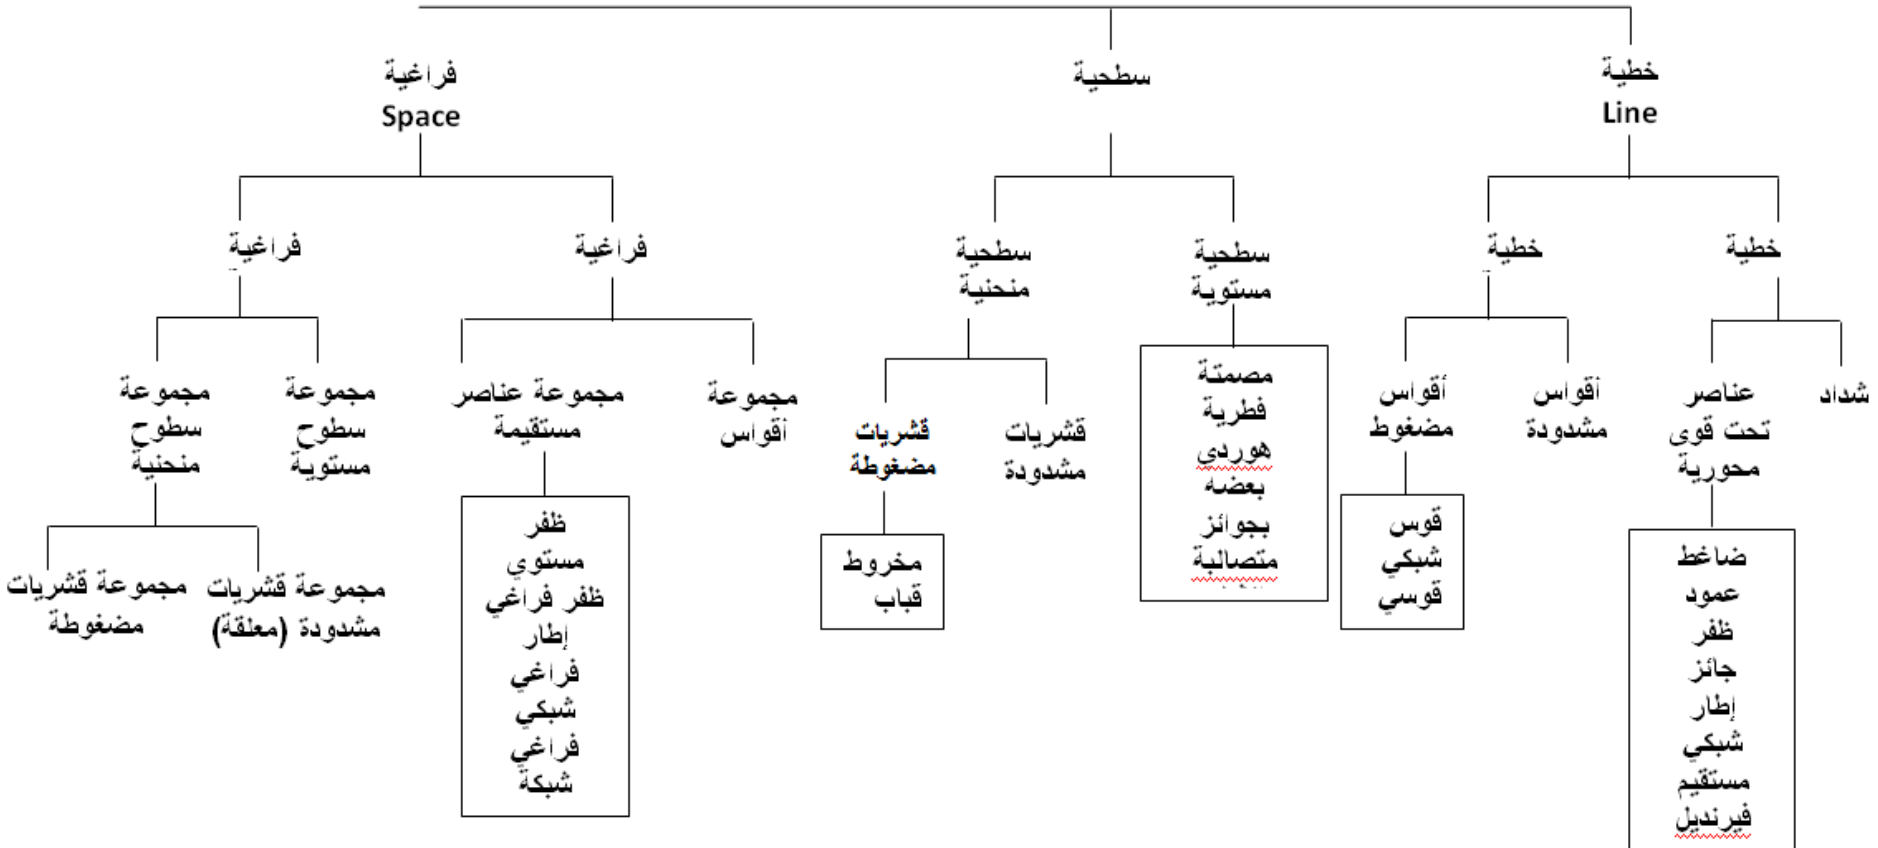 خطية
Line
سطحية
فراغية
Space
خطية
خطية
سطحية
مستوية
سطحية
منحنية
فراغية
فراغية
شداد
عناصر
تحت قوى
محورية
أقواس
مشدودة
أقواس
مضغوط
مصمتة
فطرية
هوردي
بعضه
بجوائز
متصالبة
قشريات
مشدودة
قشريات
مضغوطة
مجموعة
أقواس
مجموعة عناصر
مستقيمة
مجموعة
سطوح
مستوية
مجموعة
سطوح
منحنية
ضاغط
عمود
ظفر
جائز
إطار
شبكي
مستقيم
فيرنديل
قوس
شبكي
قوسي
مخروط
قباب
ظفر
مستوي
ظفر فراغي
إطار
فراغي
شبكي
فراغي
شبكة
مجموعة قشريات
مشدودة (معلقة)
مجموعة قشريات
مضغوطة